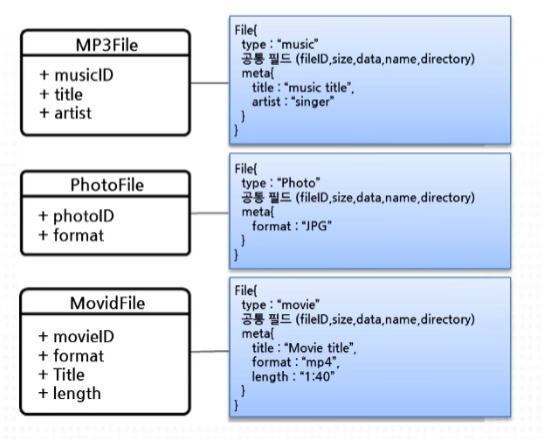 MP3File
+ musicID
+ title
+ artist
File{
type : "music"
공통 필드 (fileID,size,data,name,directory)
meta{
title : "music title",
artist : "singer"
}
}
PhotoFile
+ photoID
+ format
File{
type : "Photo"
공통 필드 (fileID,size,data,name,directory)
meta{
format : "JPG"
}
}
MovidFile
+ movieID
+ format
+ Title
+ length
File{
type : "movie"
공통 필드 (fileID,size,data,name,directory)
meta{
title : "Movie title",
format : "mp4",
length : "1:40"
}
}